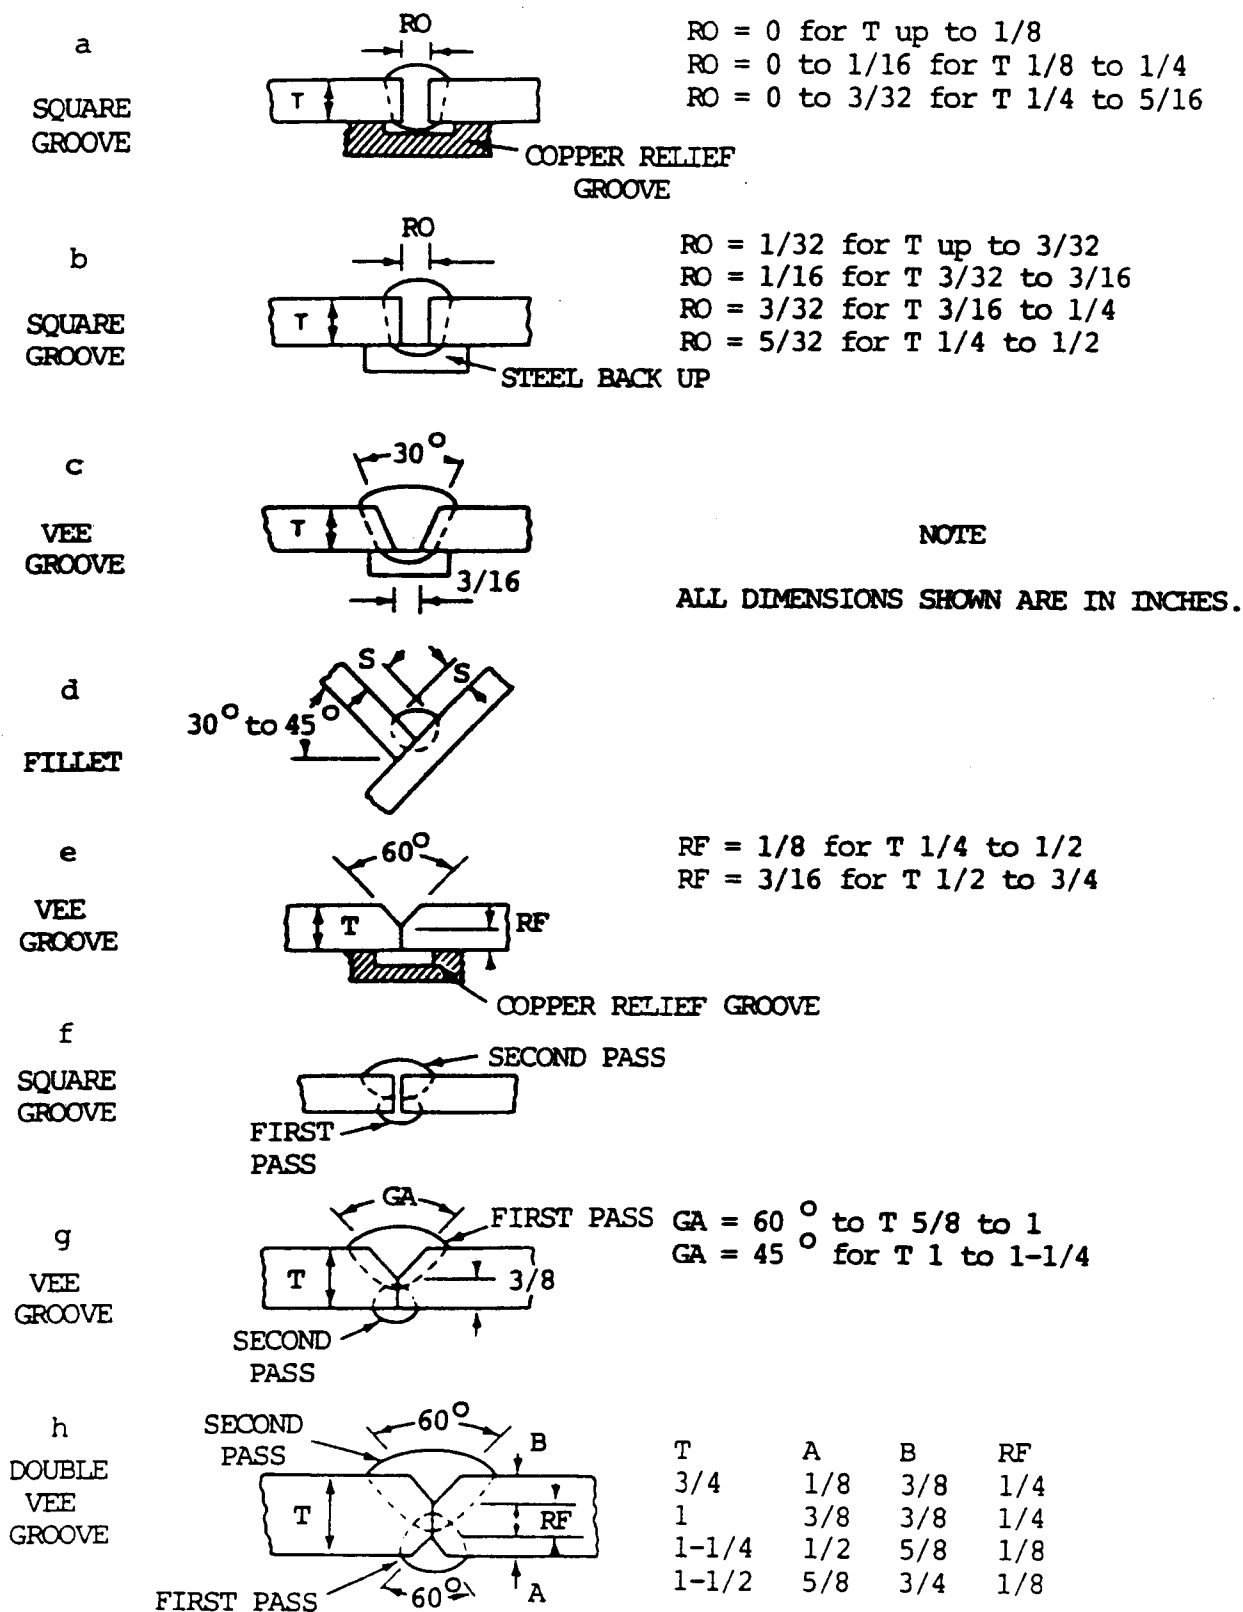 a
SQUARE
GROOVE
RO
T
COPPER RELIEF
GROOVE
RO = 0 for T up to 1/8
RO = 0 to 1/16 for T 1/8 to 1/4
RO = 0 to 3/32 for T 1/4 to 5/16
b
SQUARE
GROOVE
RO
T
STEEL BACK UP
RO = 1/32 for T up to 3/32
RO = 1/16 for T 3/32 to 3/16
RO = 3/32 for T 3/16 to 1/4
RO = 5/32 for T 1/4 to 1/2
c
VEE
GROOVE
30°
T
3/16
NOTE
ALL DIMENSIONS SHOWN ARE IN INCHES.
d
FILLET
S
S
30° to 45°
e
VEE
GROOVE
60°
T
RF
COPPER RELIEF GROOVE
RF = 1/8 for T 1/4 to 1/2
RF = 3/16 for T 1/2 to 3/4
f
SQUARE
GROOVE
SECOND PASS
FIRST
PASS
g
VEE
GROOVE
GA
FIRST PASS
T
3/8
SECOND
PASS
GA = 60° to T 5/8 to 1
GA = 45° for T 1 to 1-1/4
h
DOUBLE
VEE
GROOVE
SECOND
PASS
60°
B
T
RF
FIRST PASS
60°
A
T A B RF
3/4 1/8 3/8 1/4
1 3/8 3/8 1/4
1-1/4 1/2 5/8 1/8
1-1/2 5/8 3/4 1/8